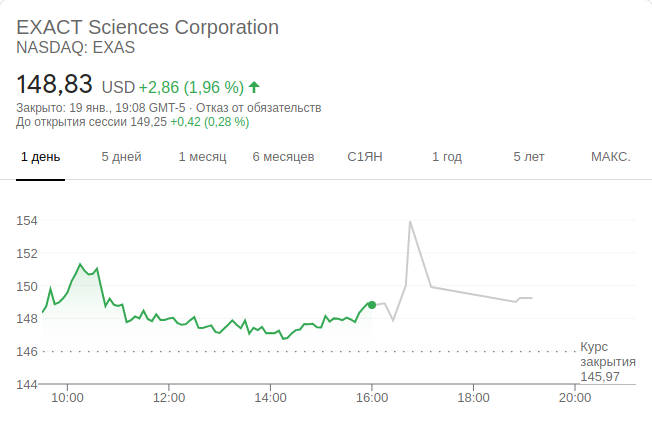 EXACT Sciences Corporation
NASDAQ: EXAS
148,83 USD +2,86 (1,96 %)
Закрыто: 19 янв., 19:08 GMT-5 · Отказ от обязательств
До открытия сессии 149,25 +0,42 (0,28 %)
1 день 5 дней 1 месяц 6 месяцев С1ЯН 1 год 5 лет МАКС.
154
152
150
148
146
144
Курс
закрытия
145,97
10:00 12:00 14:00 16:00 18:00 20:00